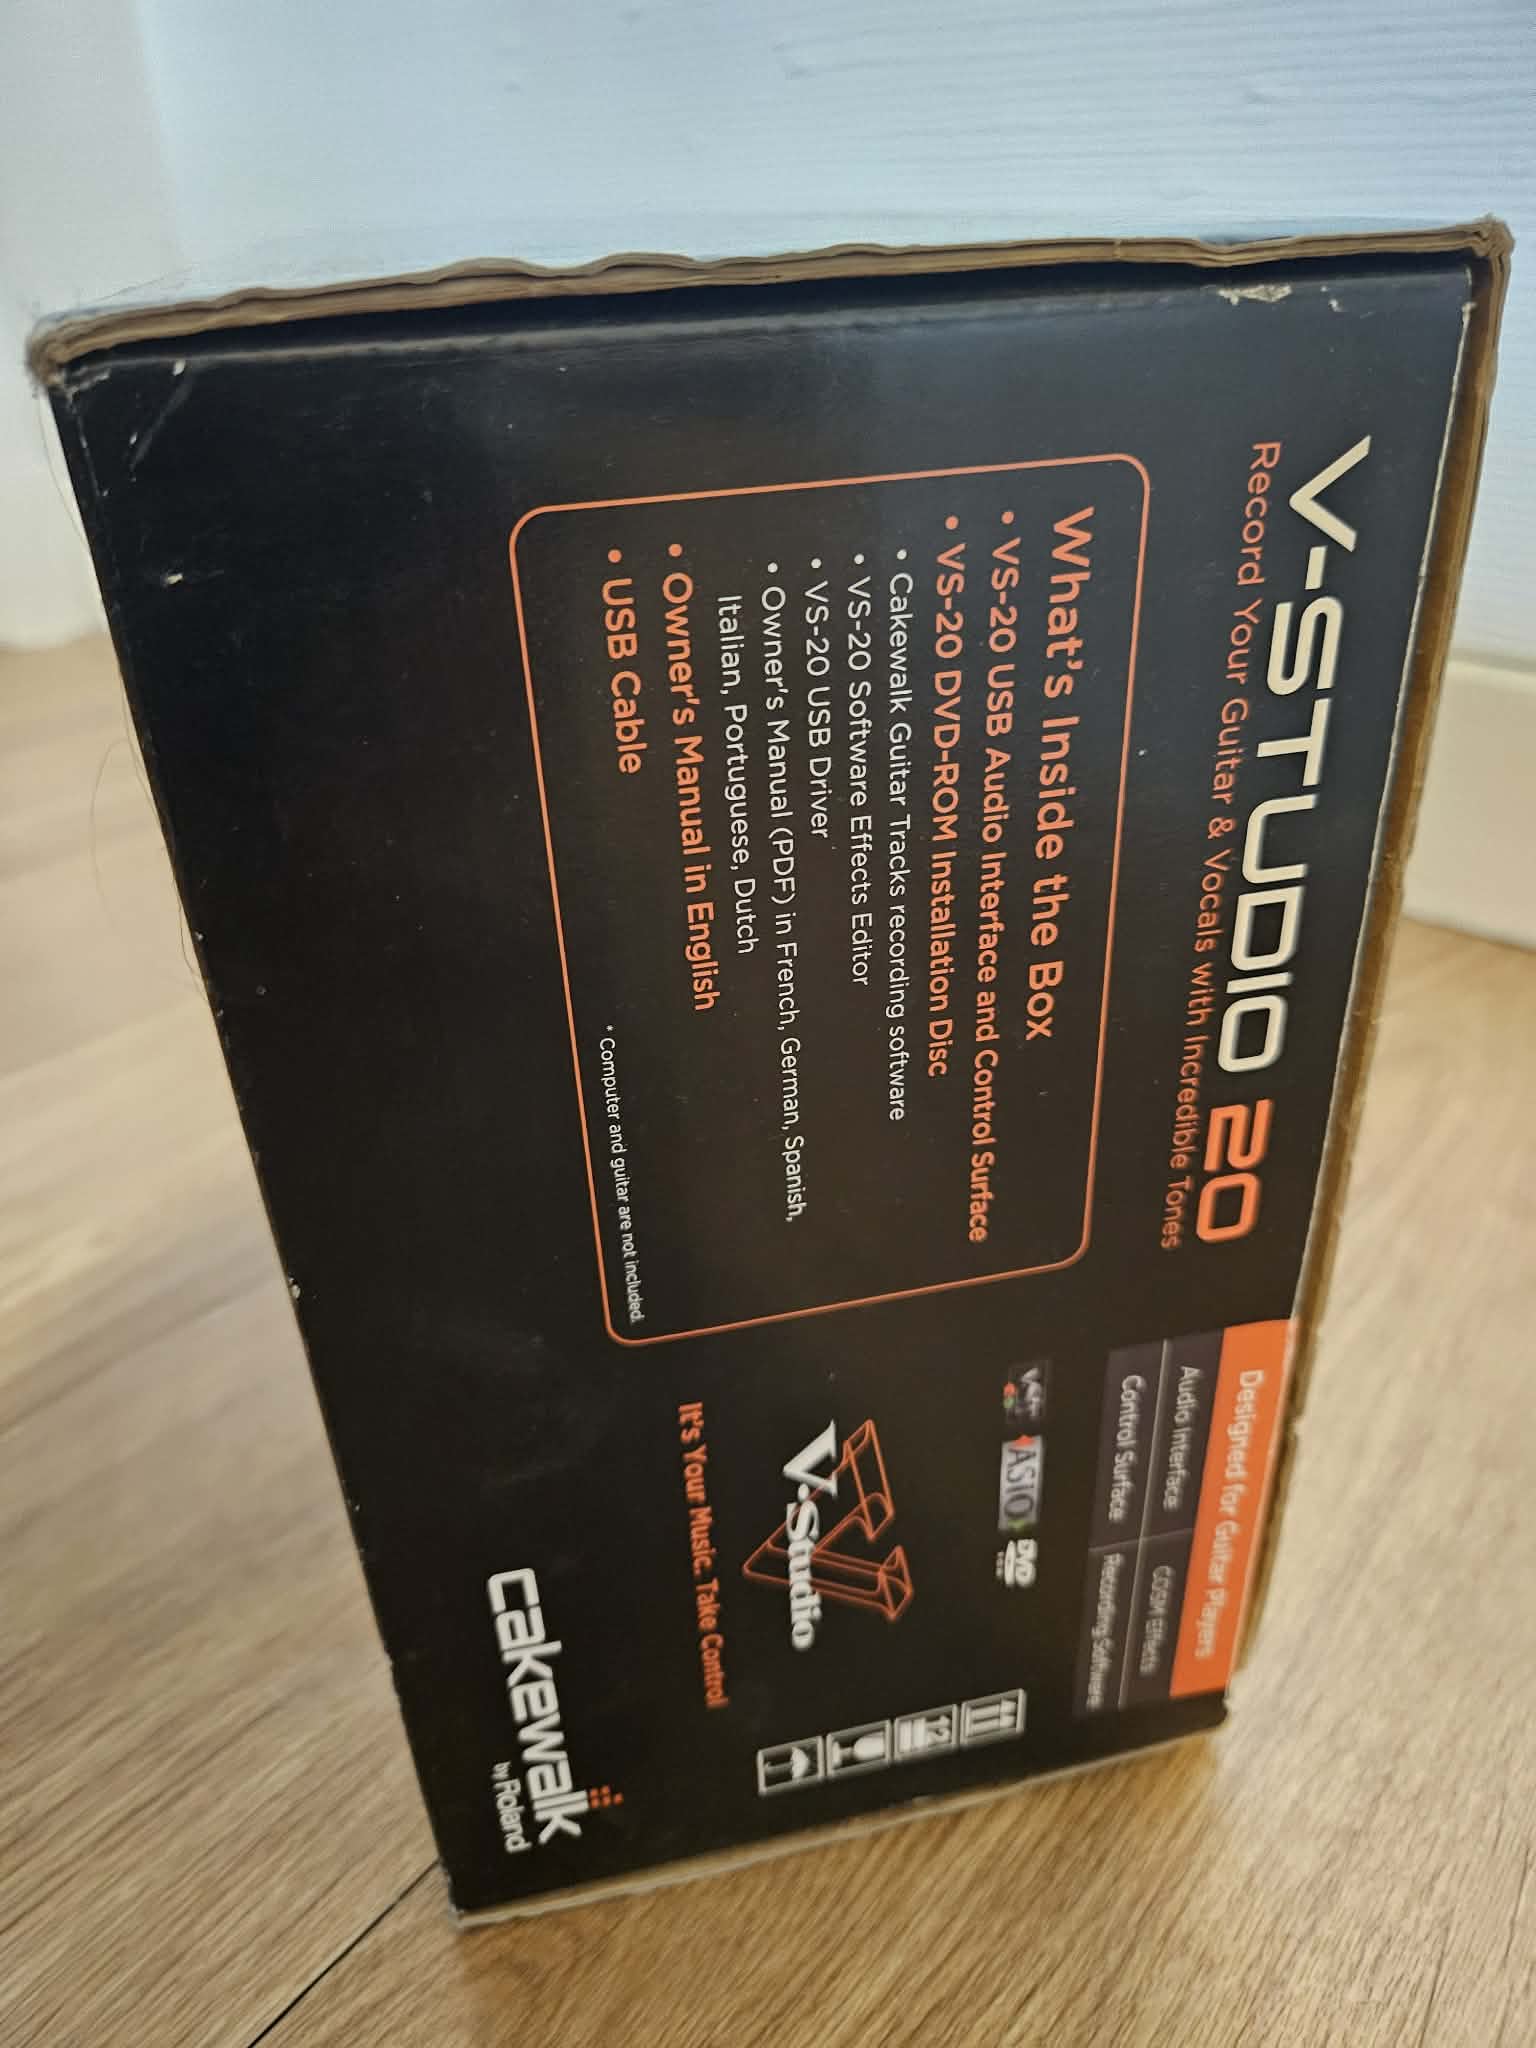 V-STUDIO 20
Record Your Guitar & Vocals with Incredible Tones
What's Inside the Box
• VS-20 USB Audio Interface and Control Surface
• VS-20 DVD-ROM Installation Disc
• Cakewalk Guitar Tracks recording software
• VS-20 Software Effects Editor
• VS-20 USB Driver
• Owner's Manual (PDF) in French, German, Spanish,
Italian, Portuguese, Dutch
• Owner's Manual in English
• USB Cable
* Computer and guitar are not included.
Designed for Guitar Players
Audio Interface
COSM Effects
Control Surface
Recording Software
ASIO
DVD
V-Studio
It's Your Music. Take Control
12
cakewalk
by Roland